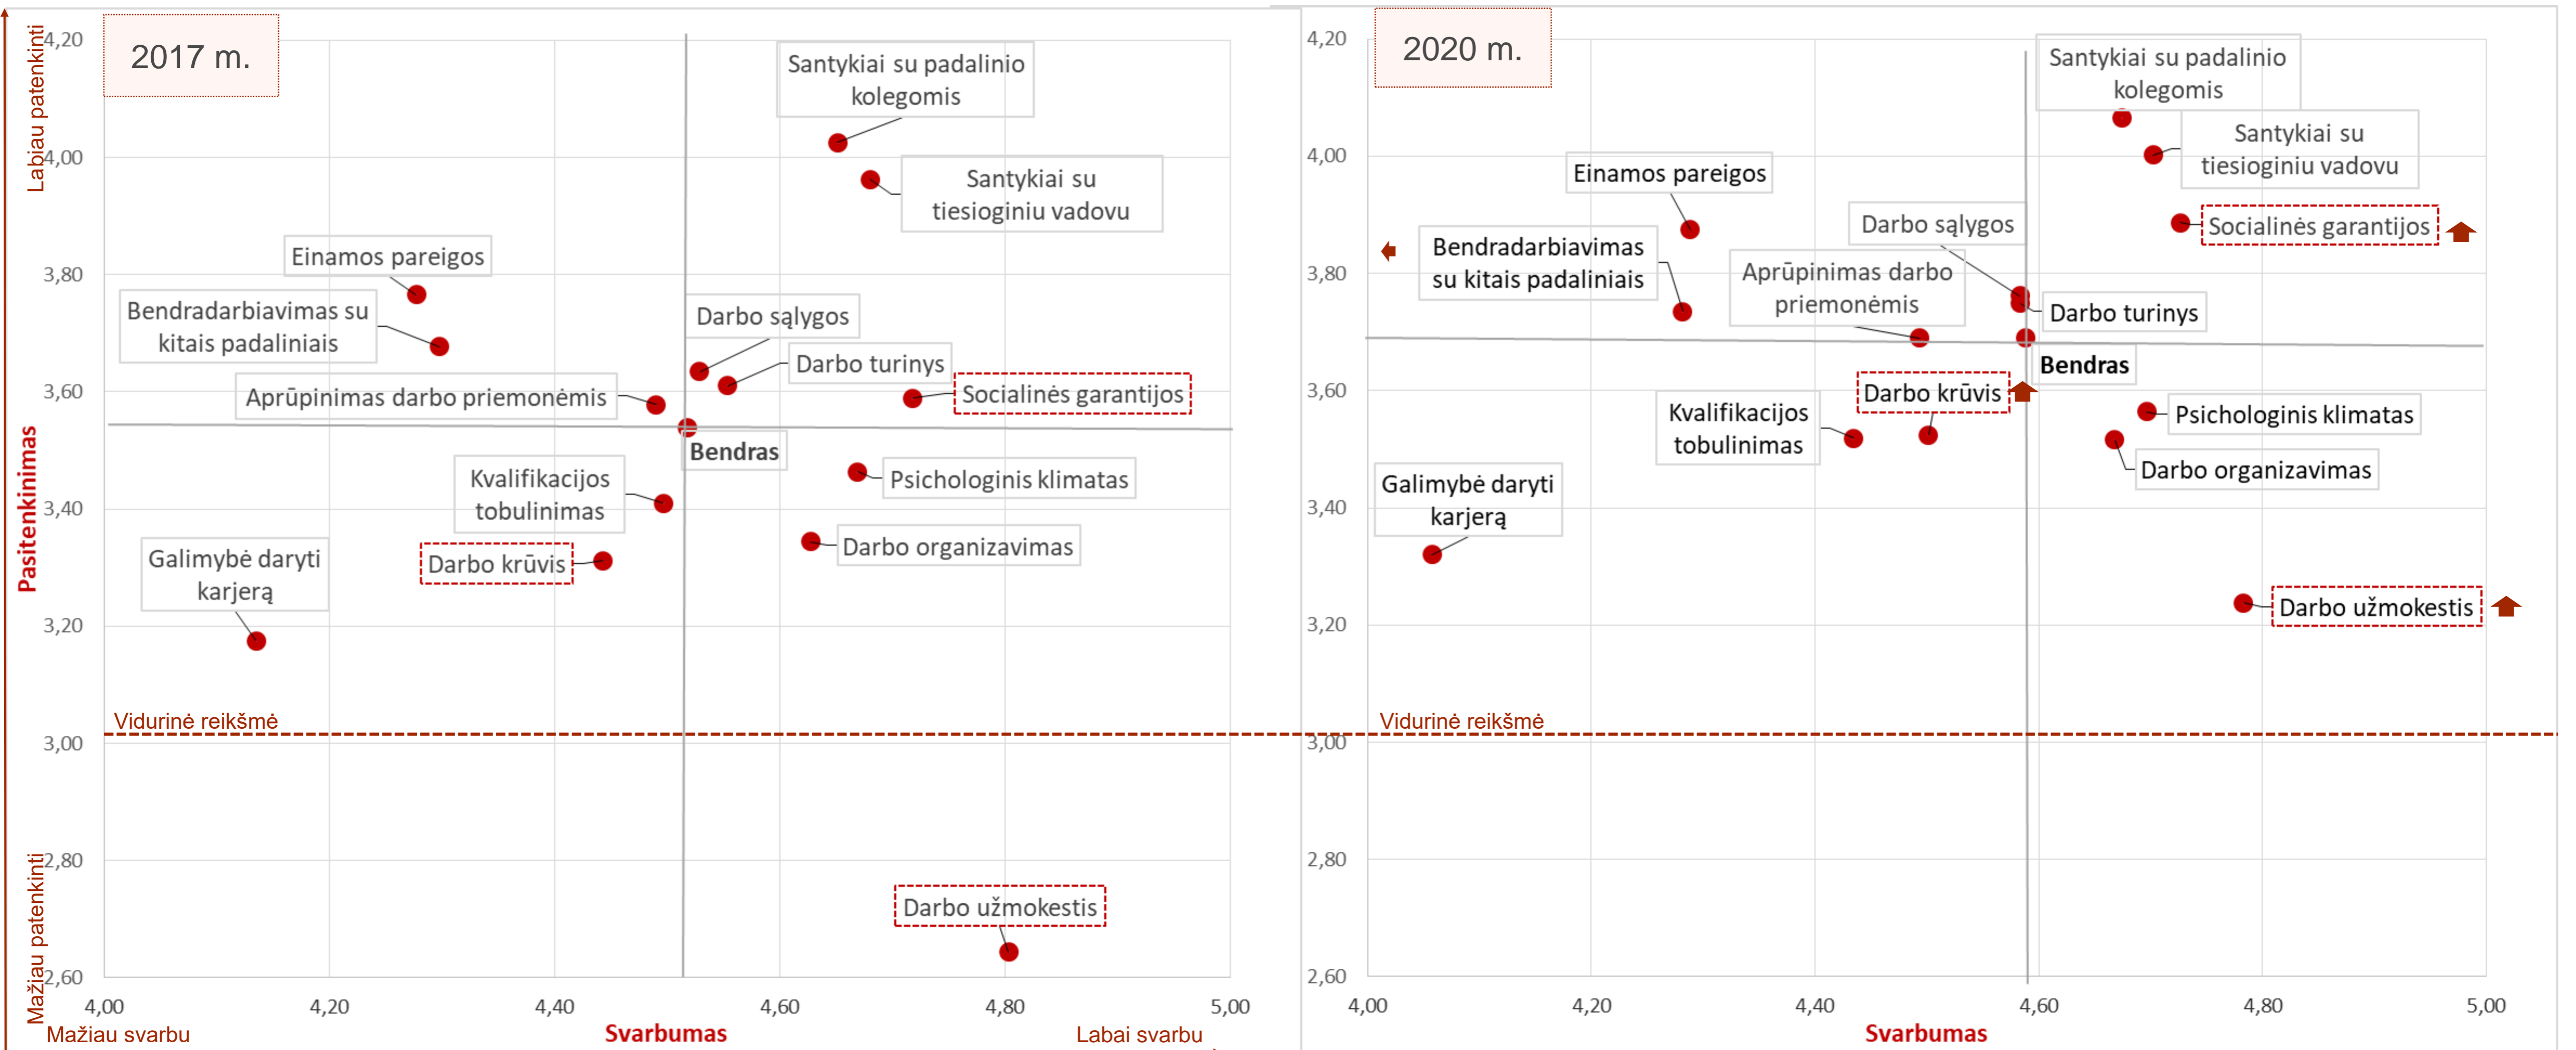 2017 m.
Labiau patenkinti
Pasitenkinimas
Mažiau patenkinti
4,20
4,00
3,80
3,60
3,40
3,20
3,00
2,80
2,60
Santykiai su padalinio
kolegomis
Santykiai su
tiesioginiu vadovu
Einamos pareigos
Bendradarbiavimas su
kitais padaliniais
Darbo sąlygos
Darbo turinys
Aprūpinimas darbo priemonėmis
Socialinės garantijos
Bendras
Kvalifikacijos
tobulinimas
Psichologinis klimatas
Darbo organizavimas
Darbo krūvis
Galimybė daryti
karjerą
Vidurinė reikšmė
Darbo užmokestis
4,00
4,20
4,40
4,60
4,80
5,00
Mažiau svarbu
Svarbumas
Labai svarbu
2020 m.
4,20
4,00
3,80
3,60
3,40
3,20
3,00
2,80
2,60
Santykiai su padalinio
kolegomis
Santykiai su
tiesioginiu vadovu
Einamos pareigos
Socialinės garantijos
Darbo sąlygos
Bendradarbiavimas
su kitais padaliniais
Aprūpinimas darbo
priemonėmis
Darbo turinys
Bendras
Darbo krūvis
Kvalifikacijos
tobulinimas
Psichologinis klimatas
Darbo organizavimas
Galimybė daryti
karjerą
Darbo užmokestis
Vidurinė reikšmė
4,00
4,20
4,40
4,60
4,80
5,00
Svarbumas